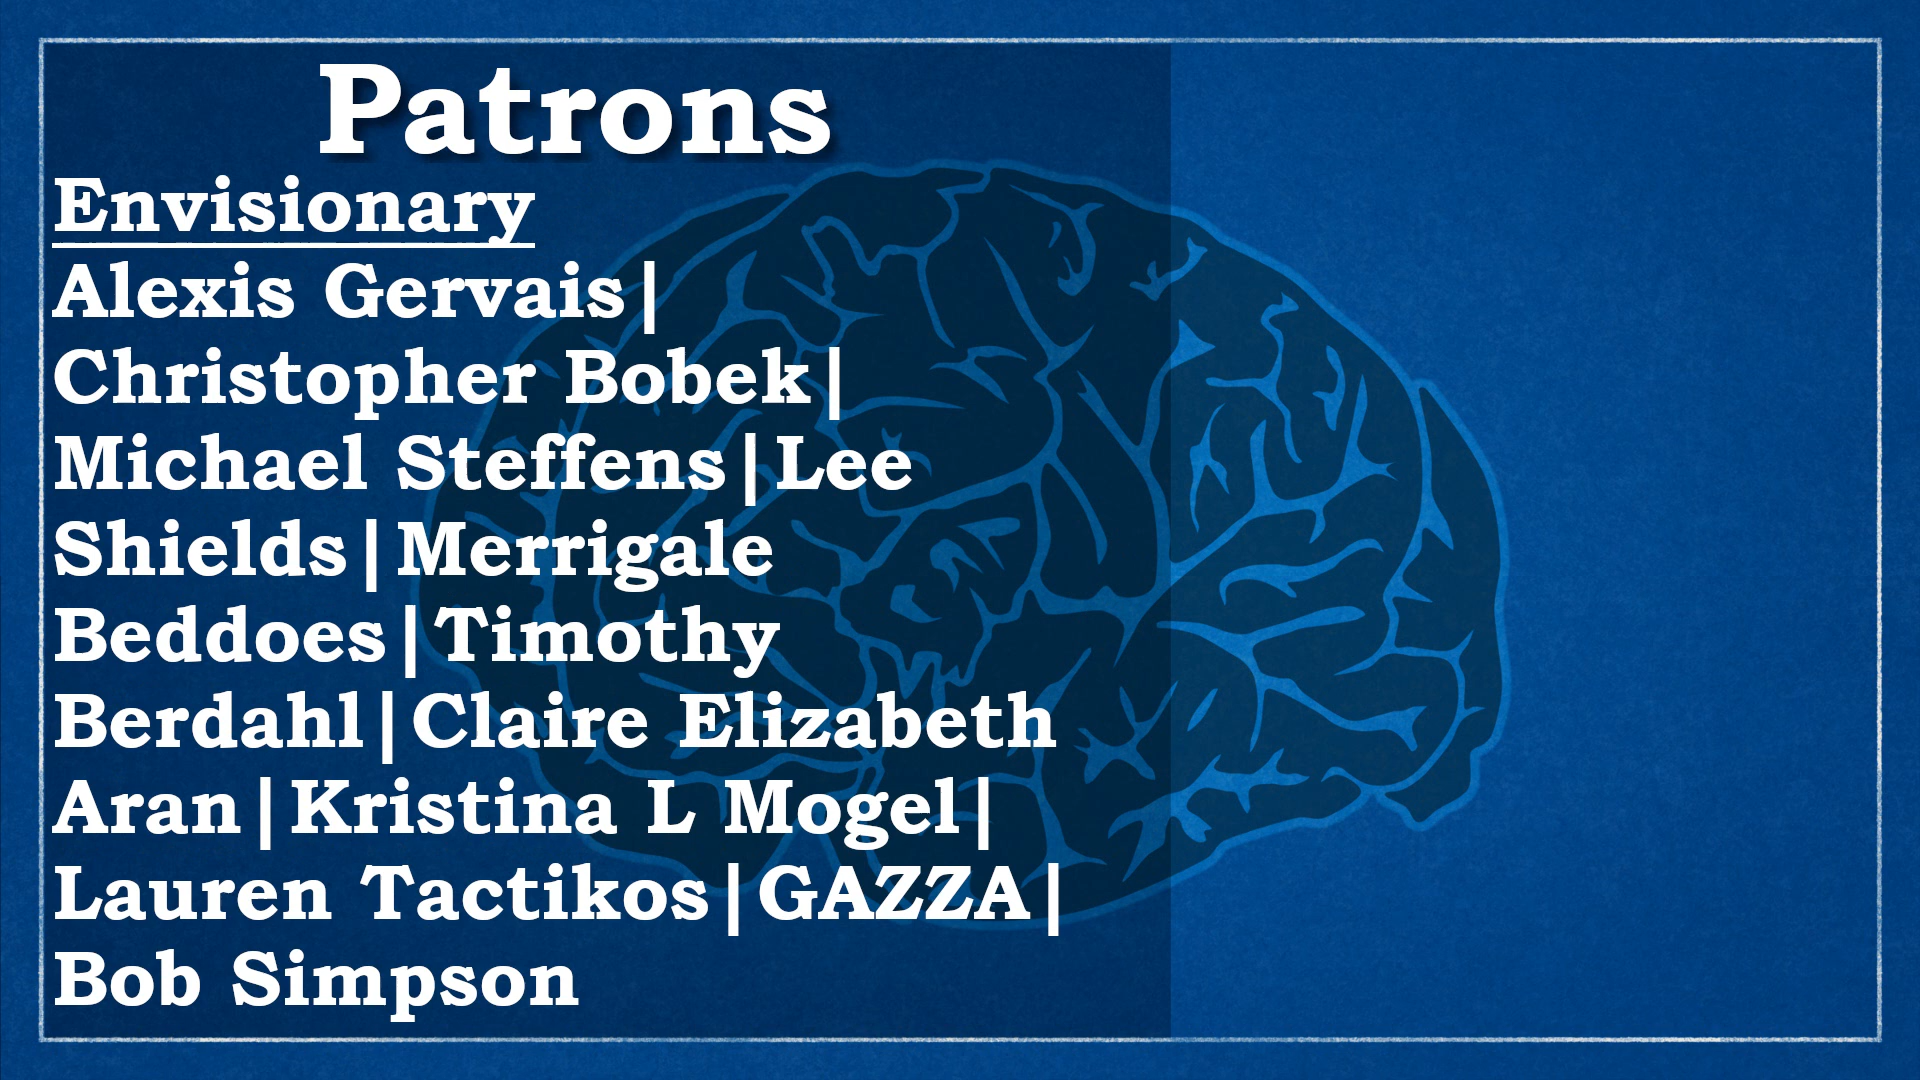 Patrons
Envisionary
Alexis Gervais|
Christopher Bobek|
Michael Steffens|Lee
Shields|Merrigale
Beddoes|Timothy
Berdahl|Claire Elizabeth
Aran|Kristina L Mogel|
Lauren Tactikos|GAZZA|
Bob Simpson